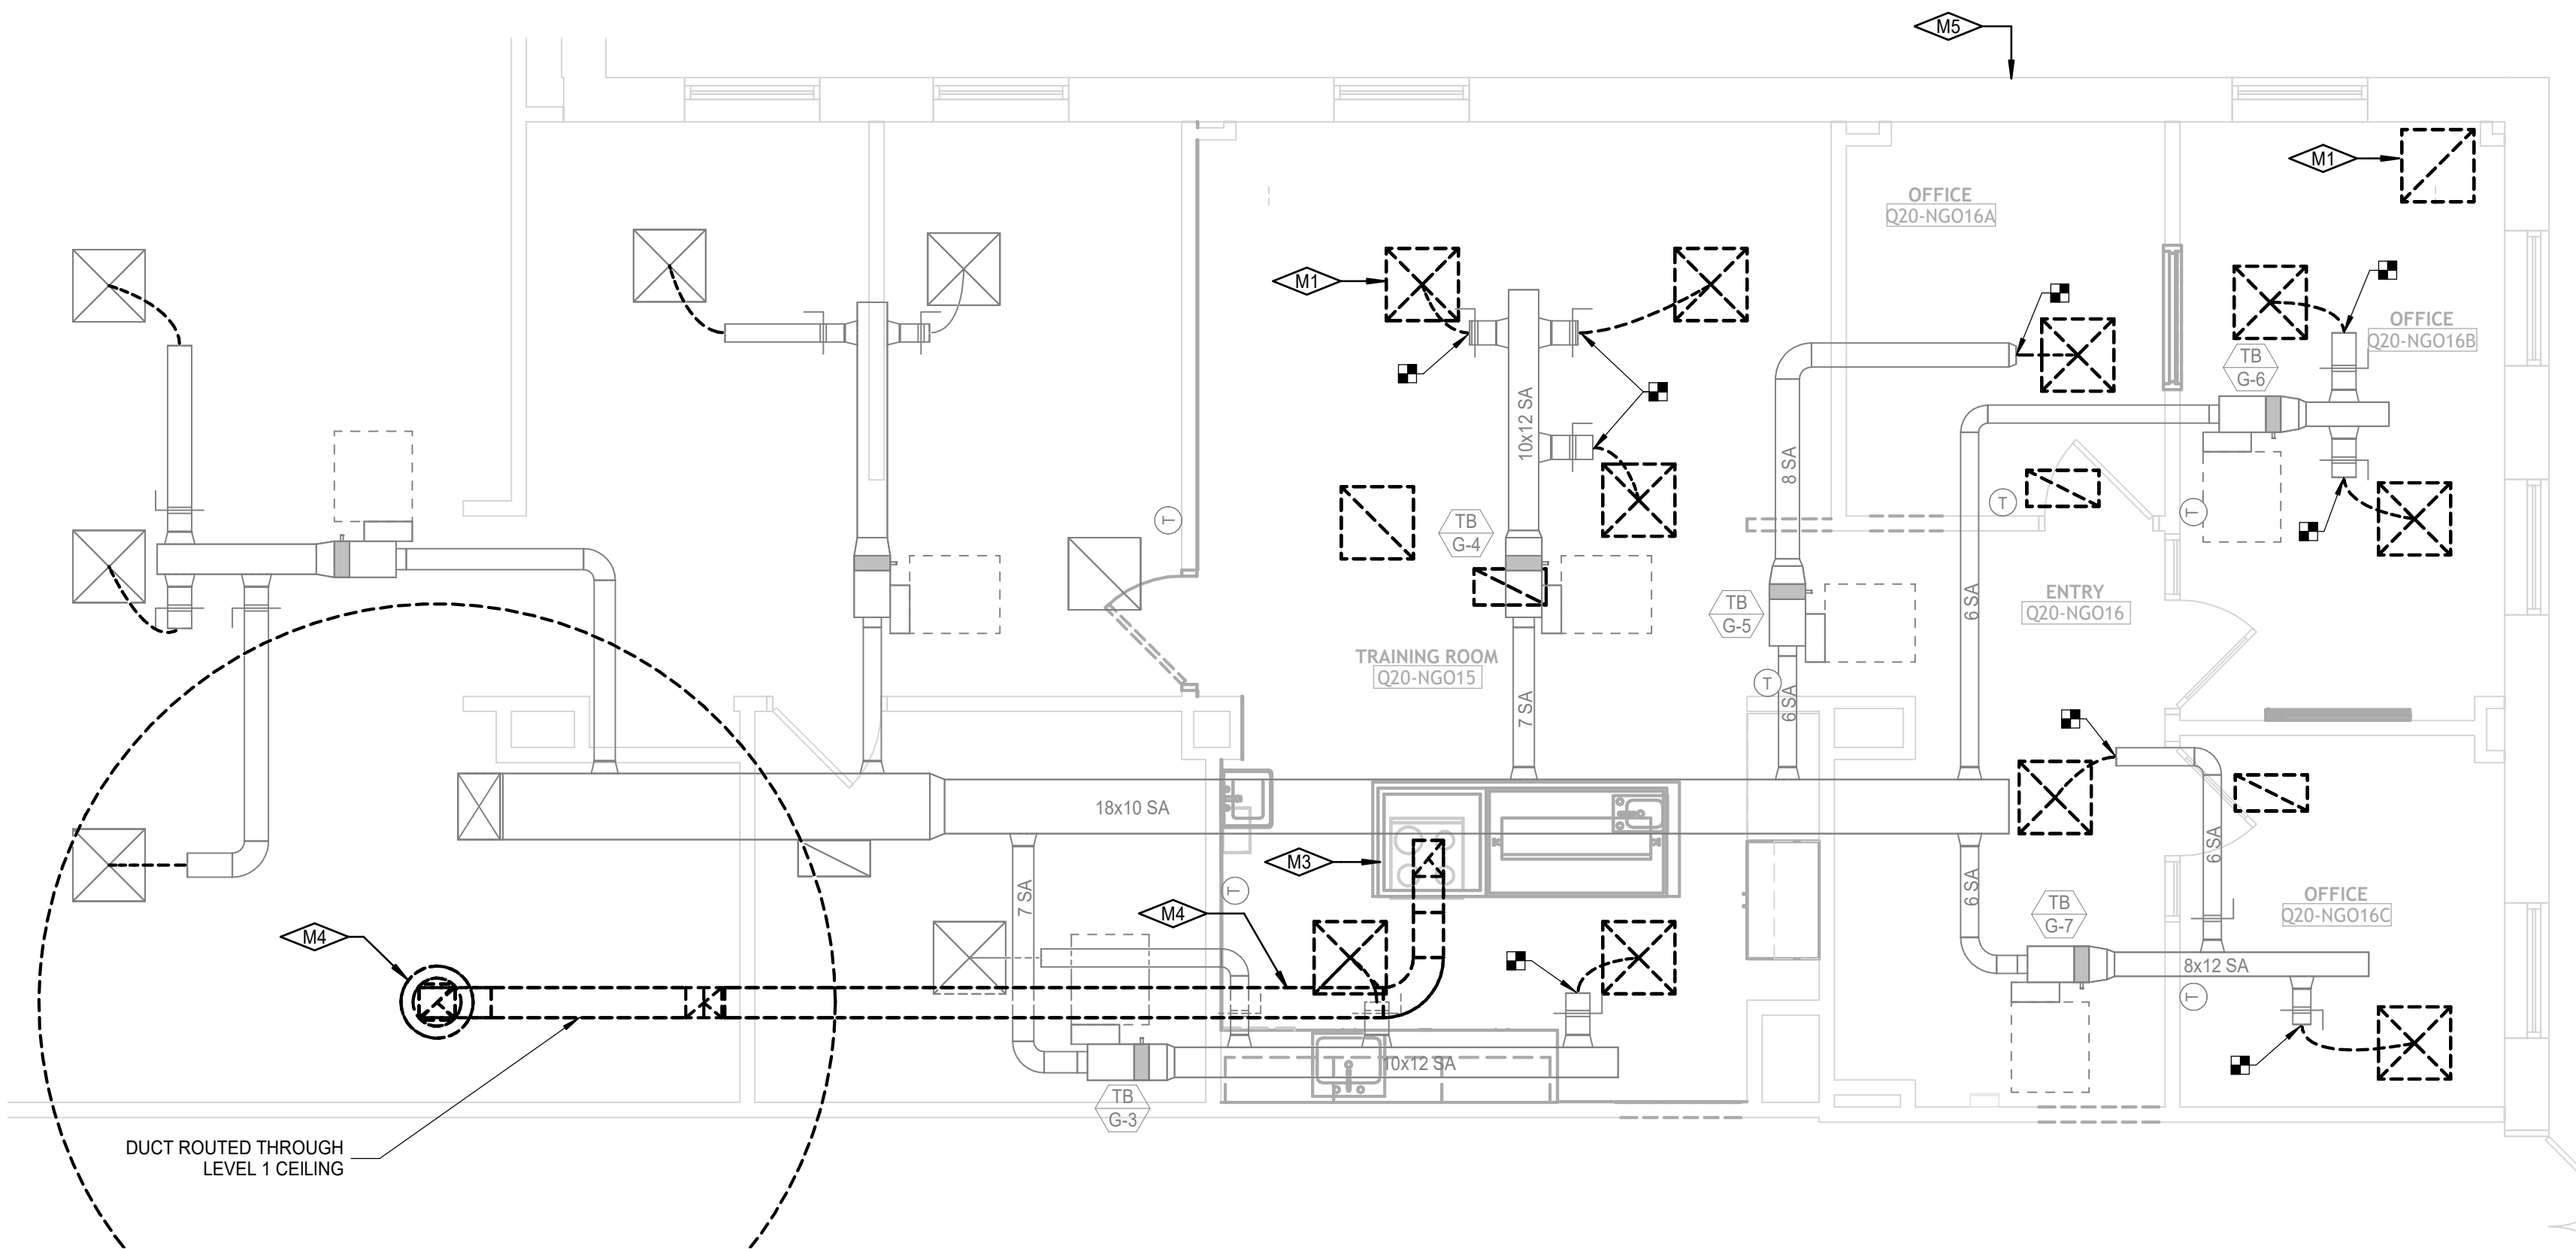 M5
M1
OFFICE
Q20-NGO16A
M1
OFFICE
Q20-NGO16B
TB
G-6
10x12 SA
8 SA
TB
G-4
T
T
T
TB
G-5
6 SA
ENTRY
Q20-NGO16
TRAINING ROOM
Q20-NGO15
T
7 SA
6 SA
18x10 SA
M3
6 SA
T
7 SA
M4
6 SA
TB
G-7
OFFICE
Q20-NGO16C
M4
8x12 SA
T
10x12 SA
TB
G-3
DUCT ROUTED THROUGH
LEVEL 1 CEILING